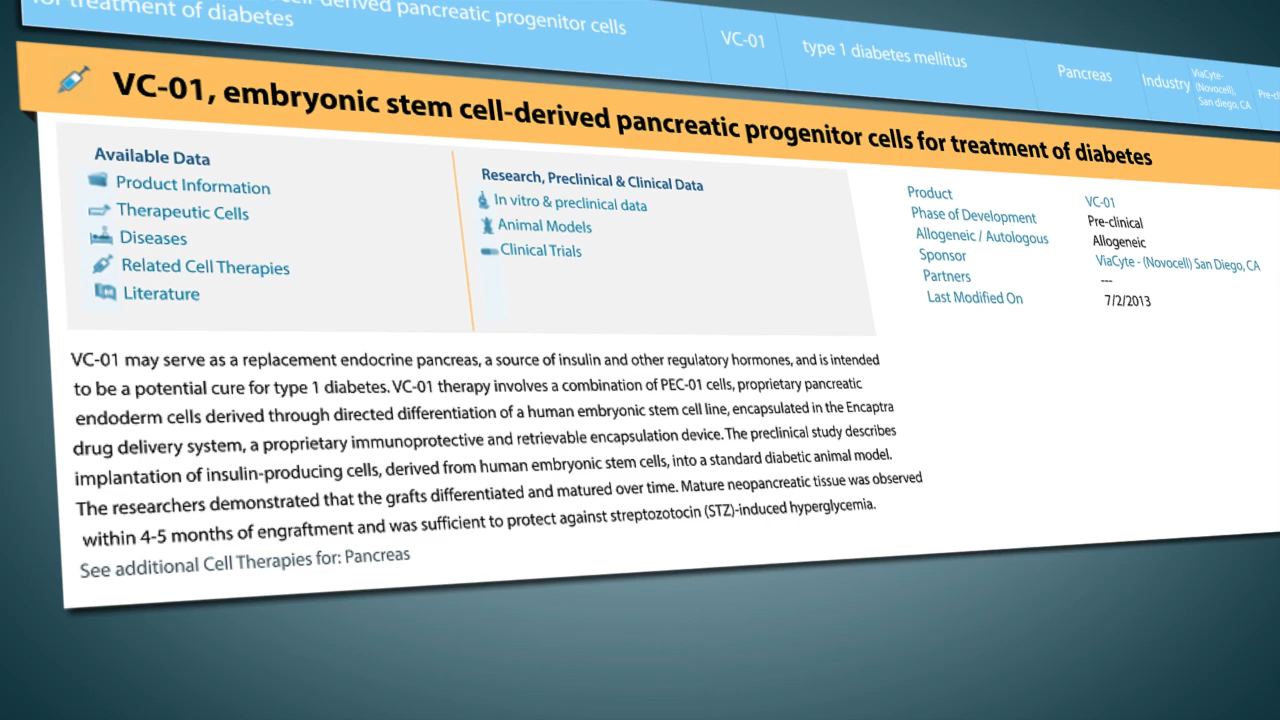 cell-derived pancreatic progenitor cells
for treatment of diabetes
VC-01
type 1 diabetes mellitus
Pancreas
Industry
ViaCyte-
(Novocell),
San diego, CA
VC-01, embryonic stem cell-derived pancreatic progenitor cells for treatment of diabetes
Available Data
Product Information
Therapeutic Cells
Diseases
Related Cell Therapies
Literature
Research, Preclinical & Clinical Data
In vitro & preclinical data
Animal Models
Clinical Trials
Product VC-01
Phase of Development Pre-clinical
Allogeneic / Autologous Allogeneic
Sponsor ViaCyte - (Novocell) San Diego, CA
Partners ---
Last Modified On 7/2/2013
VC-01 may serve as a replacement endocrine pancreas, a source of insulin and other regulatory hormones, and is intended
to be a potential cure for type 1 diabetes. VC-01 therapy involves a combination of PEC-01 cells, proprietary pancreatic
endoderm cells derived through directed differentiation of a human embryonic stem cell line, encapsulated in the Encaptra
drug delivery system, a proprietary immunoprotective and retrievable encapsulation device. The preclinical study describes
implantation of insulin-producing cells, derived from human embryonic stem cells, into a standard diabetic animal model.
The researchers demonstrated that the grafts differentiated and matured over time. Mature neopancreatic tissue was observed
within 4-5 months of engraftment and was sufficient to protect against streptozotocin (STZ)-induced hyperglycemia.
See additional Cell Therapies for: Pancreas